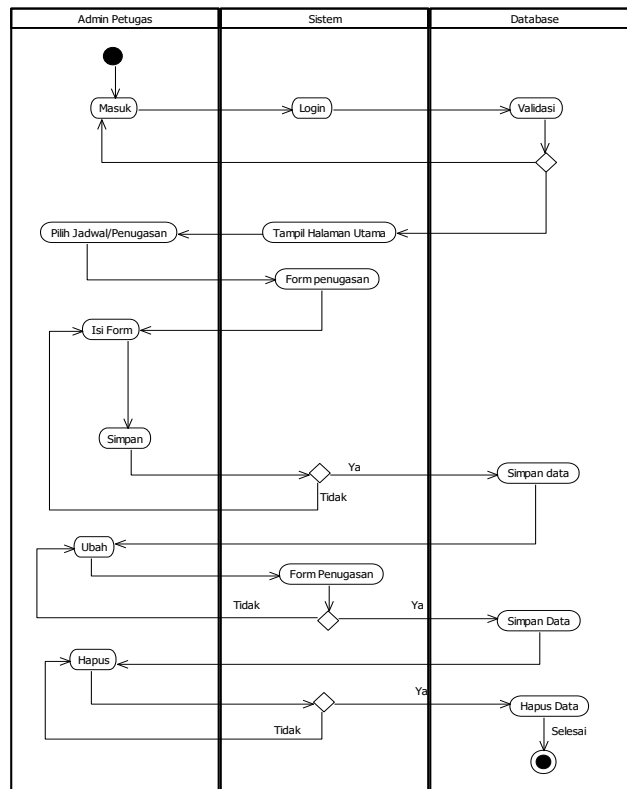 Admin Petugas
Sistem
Database
Masuk
Login
Validasi
Pilih Jadwal/Penugasan
Tampil Halaman Utama
Form penugasan
Isi Form
Simpan
Ya
Simpan data
Tidak
Ubah
Form Penugasan
Tidak
Ya
Simpan Data
Hapus
Ya
Hapus Data
Tidak
Selesai